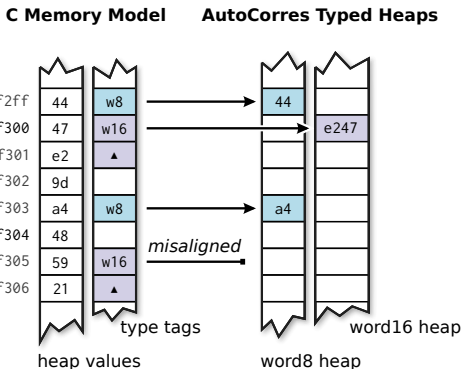 C Memory Model AutoCorres Typed Heaps
f2ff 44 w8 44
f300 47 w16 e247
f301 e2 ▲
f302 9d
f303 a4 w8 a4
f304 48
misaligned
f305 59 w16
f306 21 ▲
type tags word16 heap
heap values word8 heap